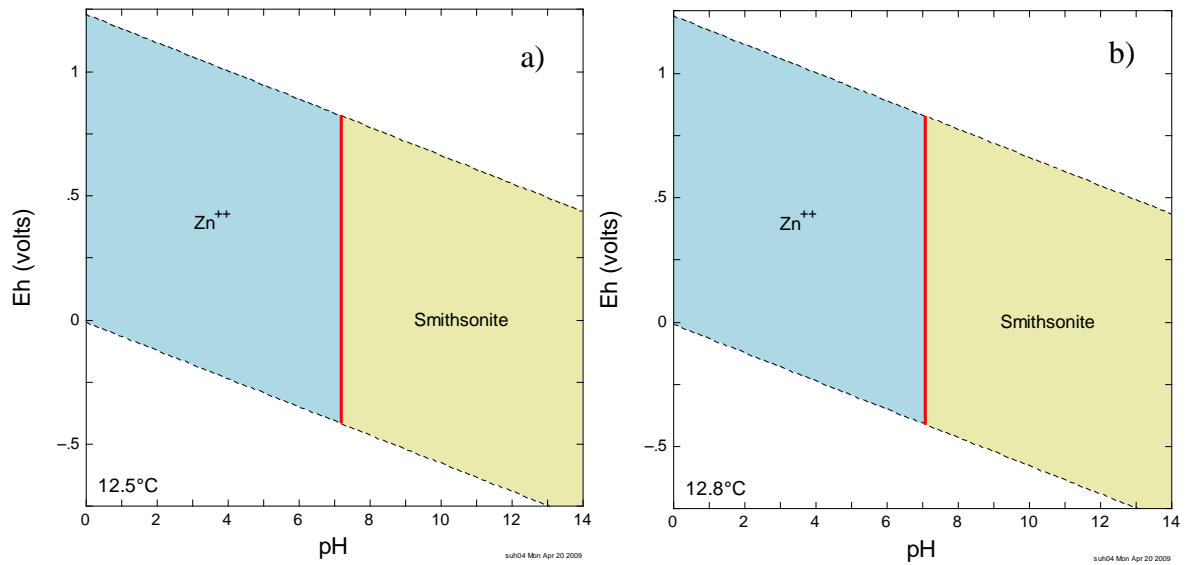 a)
1
.5
0
–.5
Eh (volts)
Zn++
Smithsonite
12.5°C
0 2 4 6 8 10 12 14
pH
suh04 Mon Apr 20 2009
b)
1
.5
0
–.5
Eh (volts)
Zn++
Smithsonite
12.8°C
0 2 4 6 8 10 12 14
pH
suh04 Mon Apr 20 2009